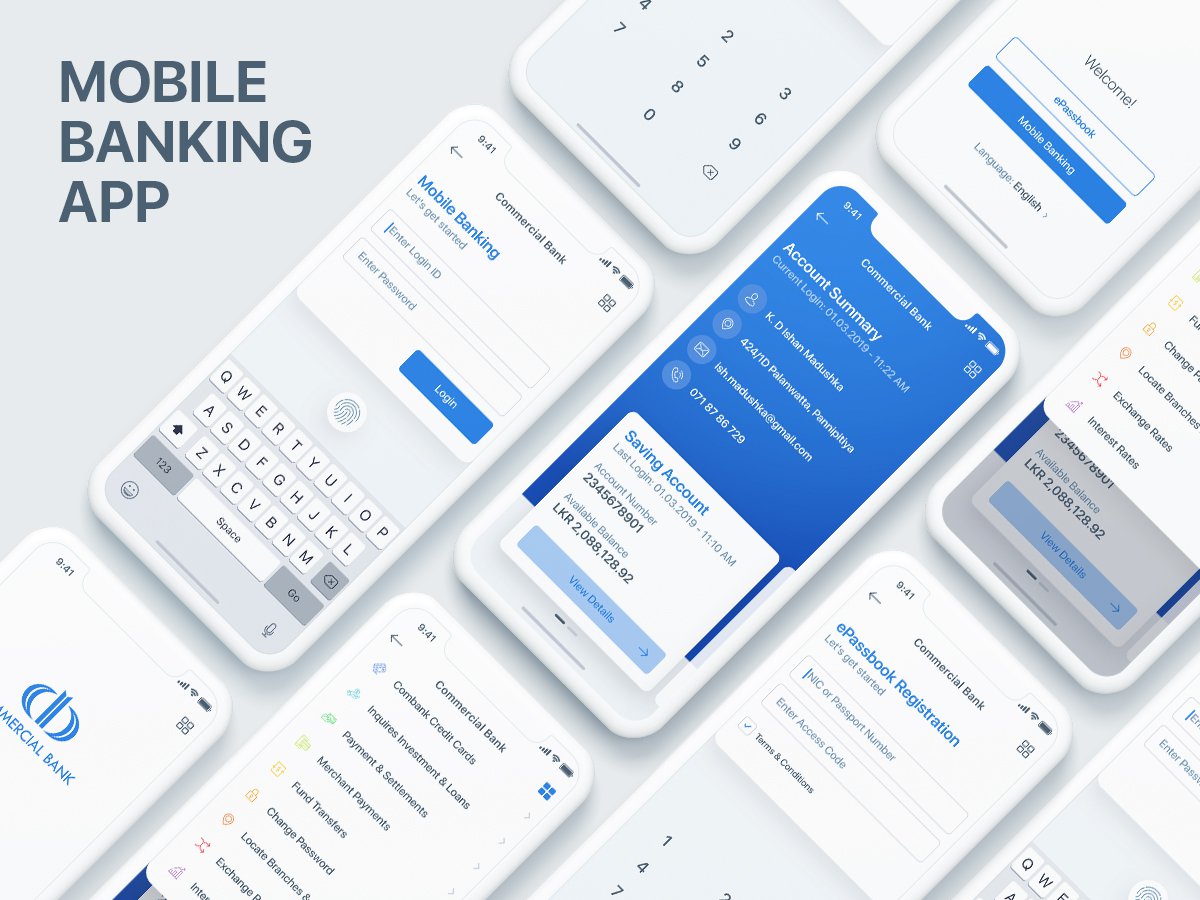 MOBILE
BANKING
APP
9:41
Commercial Bank
Mobile Banking
Let's get started
Enter Login ID
Enter Password
Login
Q W E R T Y U I O P
A S D F G H J K L
Z X C V B N M
123
Space
Go
4
7
2
5
8
0
3
6
9
Welcome!
ePassbook
Mobile Banking
Language: English
9:41
Commercial Bank
Account Summary
Current Login: 01.03.2019 - 11:22 AM
K. D Ishan Madushka
424/1D Palanwatta, Pannipitiya
ish.madushka@gmail.com
071 87 86 729
Saving Account
Last Login: 01.03.2019 - 11:10 AM
Account Number
2345678901
Available Balance
LKR 2,088,128.92
View Details
Change
Locate Branches
Exchange Rates
Interest Rates
2345678901
Available Balance
LKR 2,088,128.92
View Details
9:41
MERCIAL BANK
9:41
Commercial Bank
Combank Credit Cards
Inquires Investment & Loans
Payment & Settlements
Merchant Payments
Fund Transfers
Change Password
Locate Branches &
Exchange
9:41
Commercial Bank
ePassbook Registration
Let's get started
NIC or Passport Number
Enter Access Code
Terms & Conditions
1
4
7
2
Enter
Q W E
A